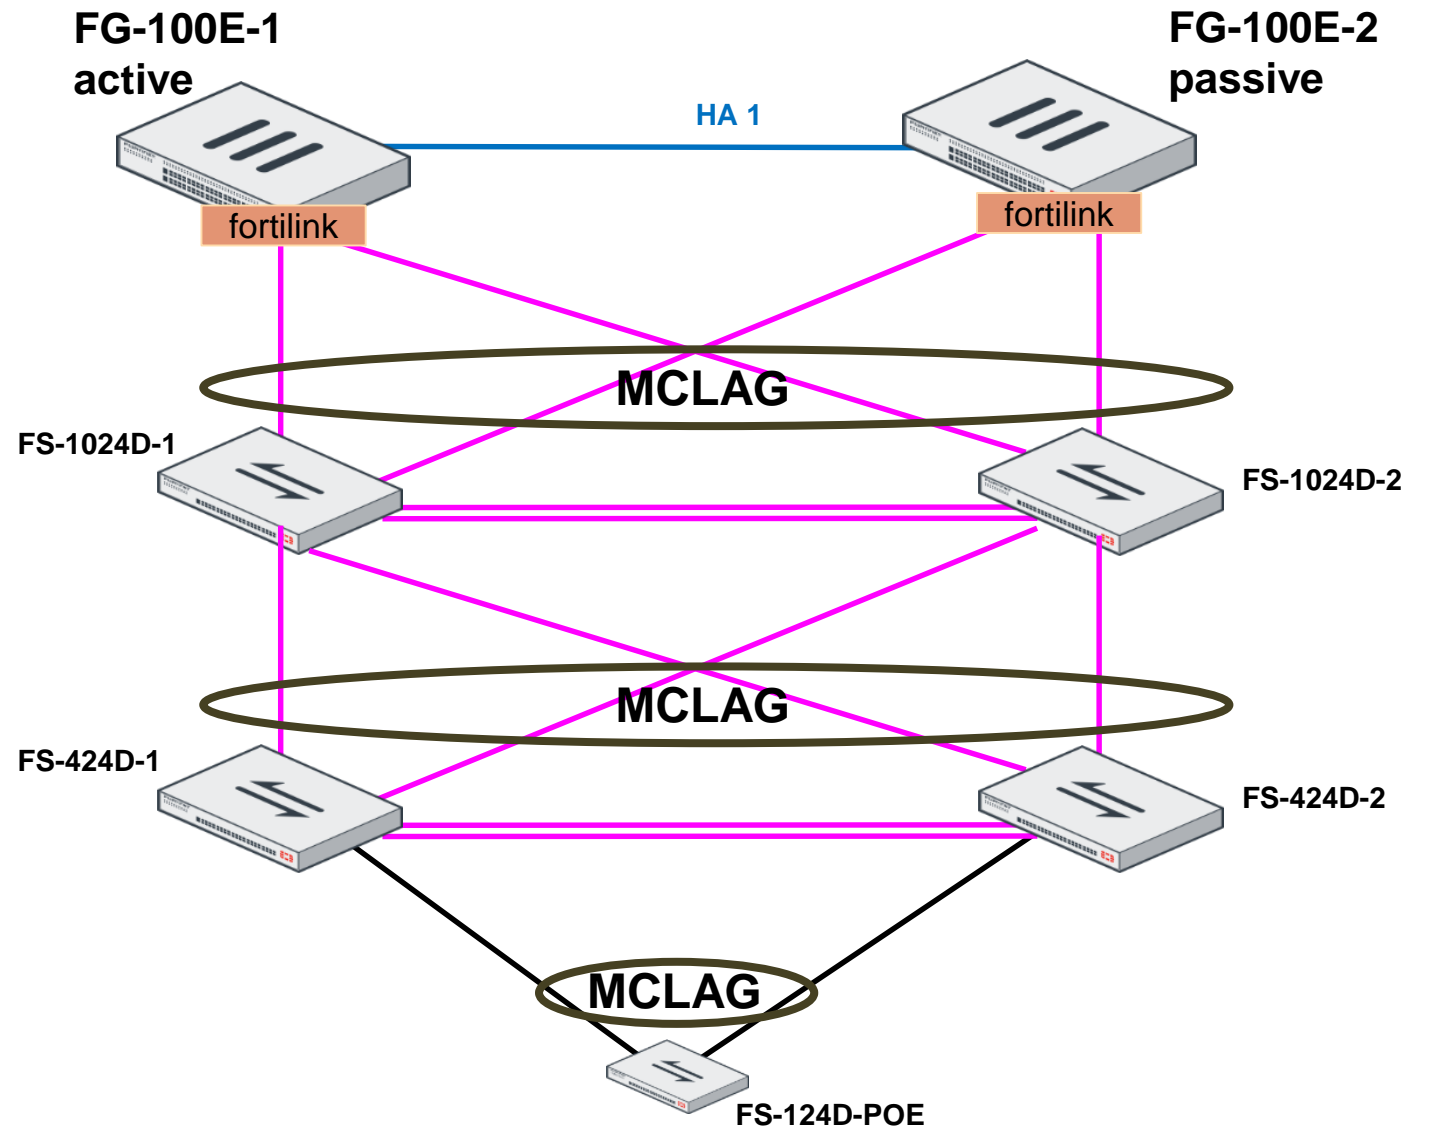 FG-100E-1
active
FG-100E-2
passive
HA 1
fortilink
fortilink
MCLAG
FS-1024D-1
FS-1024D-2
MCLAG
FS-424D-1
FS-424D-2
MCLAG
FS-124D-POE